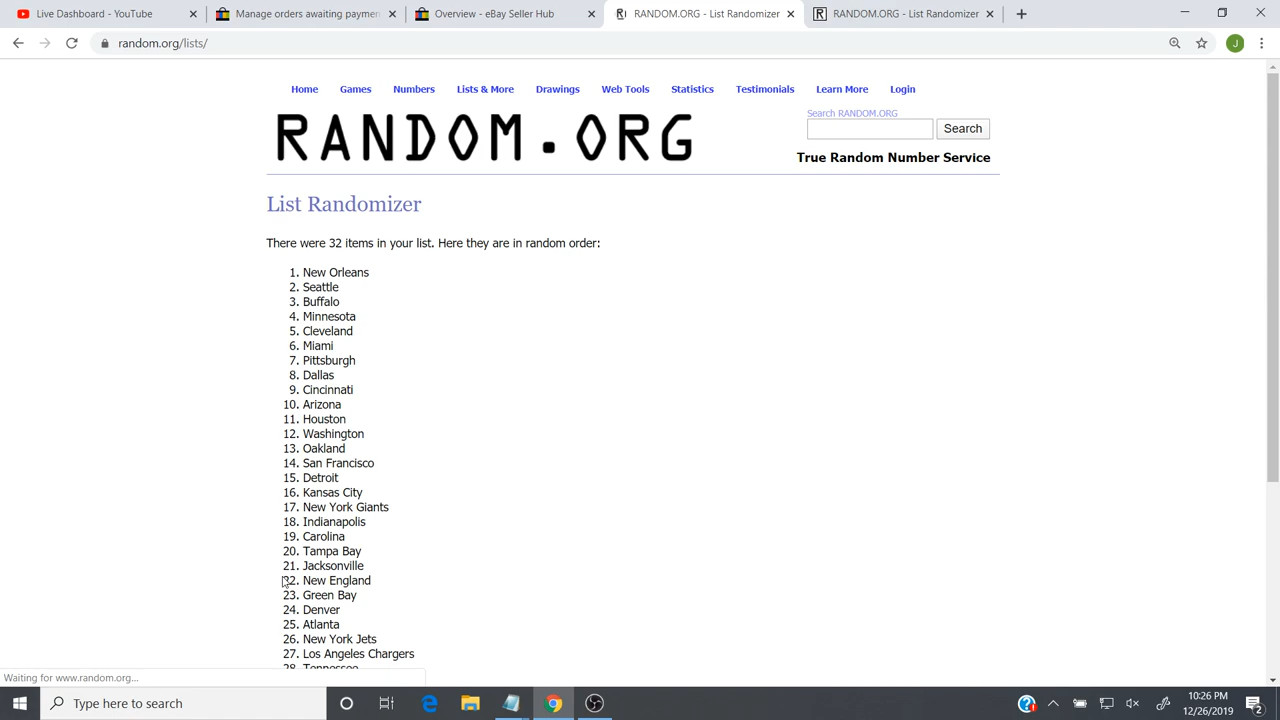 Live Dashboard - YouTube
Manage orders awaiting paymen
Overview - eBay Seller Hub
RANDOM.ORG - List Randomizer
RANDOM.ORG - List Randomizer
random.org/lists/
J
Home Games Numbers Lists & More Drawings Web Tools Statistics Testimonials Learn More Login
RANDOM.ORG
Search RANDOM.ORG
Search
True Random Number Service
List Randomizer
There were 32 items in your list. Here they are in random order:
1. New Orleans
2. Seattle
3. Buffalo
4. Minnesota
5. Cleveland
6. Miami
7. Pittsburgh
8. Dallas
9. Cincinnati
10. Arizona
11. Houston
12. Washington
13. Oakland
14. San Francisco
15. Detroit
16. Kansas City
17. New York Giants
18. Indianapolis
19. Carolina
20. Tampa Bay
21. Jacksonville
22. New England
23. Green Bay
24. Denver
25. Atlanta
26. New York Jets
27. Los Angeles Chargers
28. Tennessee
Waiting for www.random.org...
Type here to search
10:26 PM
12/26/2019
2